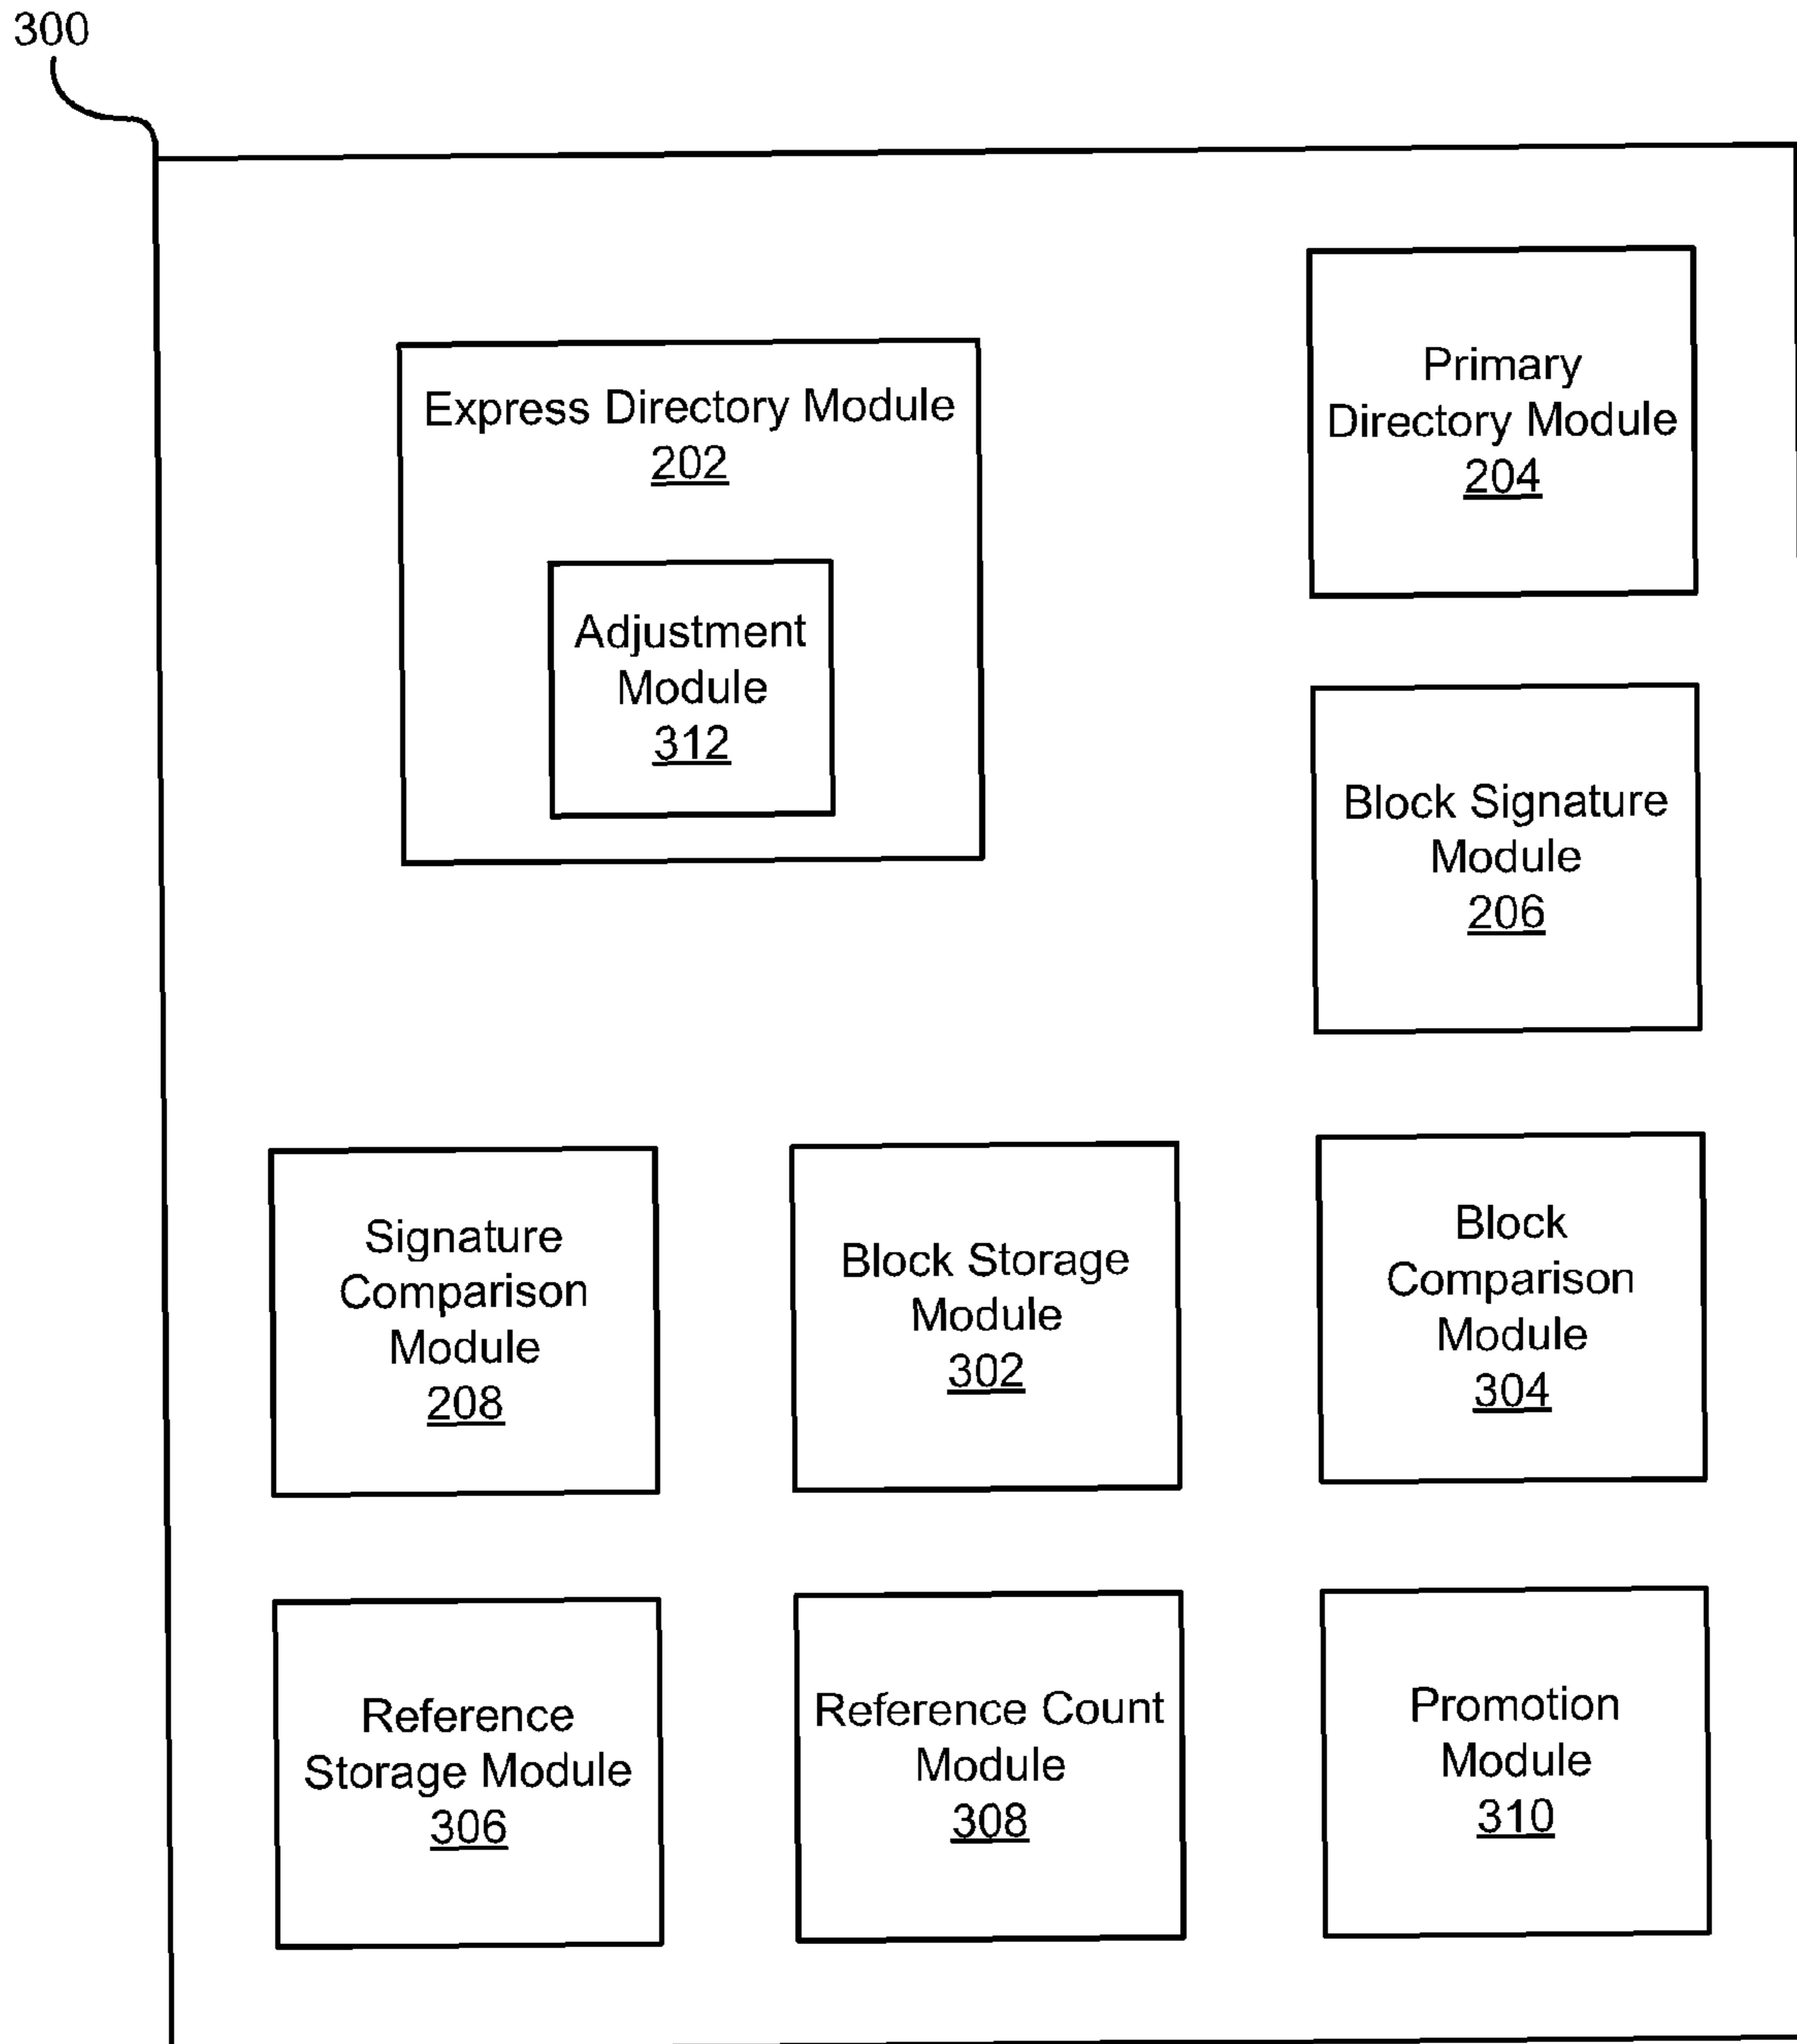 300
Express Directory Module
202
Adjustment
Module
312
Primary
Directory Module
204
Block Signature
Module
206
Signature
Comparison
Module
208
Block Storage
Module
302
Block
Comparison
Module
304
Reference
Storage Module
306
Reference Count
Module
308
Promotion
Module
310